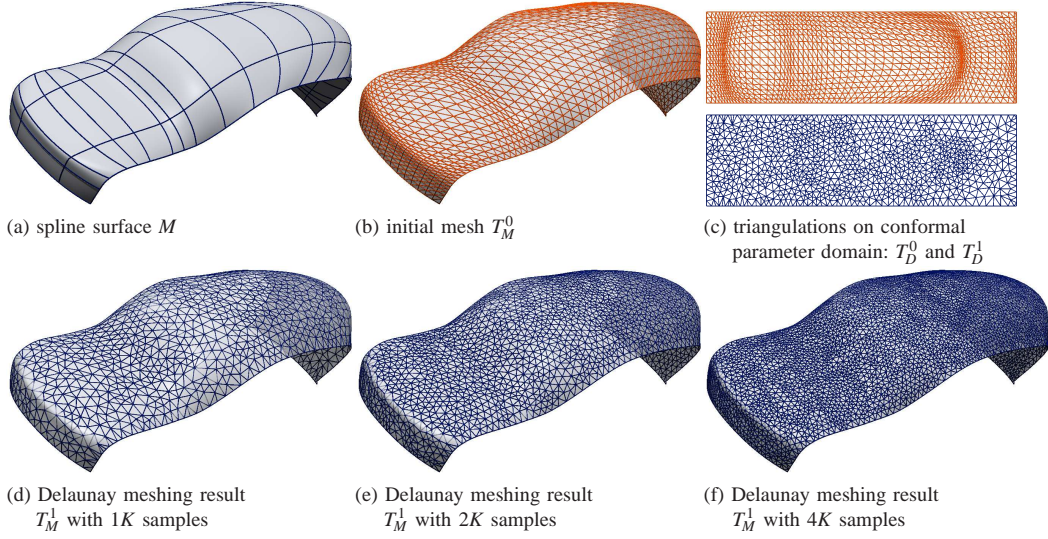 (a) spline surface M
(b) initial mesh T_M^0
(c) triangulations on conformal
parameter domain: T_D^0 and T_D^1
(d) Delaunay meshing result
T_M^1 with 1K samples
(e) Delaunay meshing result
T_M^1 with 2K samples
(f) Delaunay meshing result
T_M^1 with 4K samples